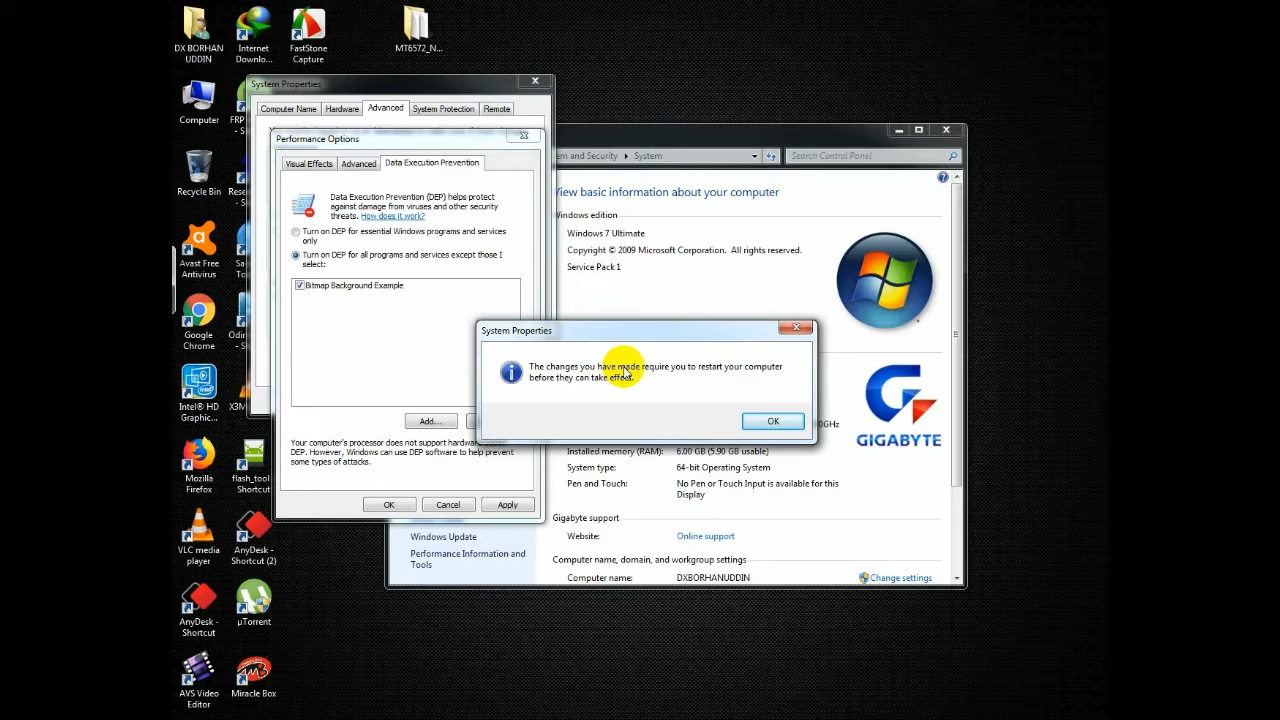 DX BORHAN
UDDIN
Internet
Downlo...
FastStone
Capture
MT6572_N...
Computer
FRP
- S
Recycle Bin
Rese
- S
Avast Free
Antivirus
Sa
T
Google
Chrome
Odi
Intel® HD
Graphic...
X3M
Mozilla
Firefox
flash_tool
Shortcut
VLC media
player
AnyDesk -
Shortcut (2)
AnyDesk -
Shortcut
µTorrent
AVS Video
Editor
Miracle Box
System Properties
Computer Name
Hardware
Advanced
System Protection
Remote
Performance Options
Visual Effects
Advanced
Data Execution Prevention
Data Execution Prevention (DEP) helps protect
against damage from viruses and other security
threats. How does it work?
Turn on DEP for essential Windows programs and services
only
Turn on DEP for all programs and services except those I
select:
Bitmap Background Example
Add...
Your computer's processor does not support hardware
DEP. However, Windows can use DEP software to help prevent
some types of attacks.
OK
Cancel
Apply
System Properties
The changes you have made require you to restart your computer
before they can take effect.
OK
em and Security ▸ System
Search Control Panel
View basic information about your computer
Windows edition
Windows 7 Ultimate
Copyright © 2009 Microsoft Corporation. All rights reserved.
Service Pack 1
0GHz
GIGABYTE
Installed memory (RAM): 6.00 GB (5.90 GB usable)
System type: 64-bit Operating System
Pen and Touch: No Pen or Touch Input is available for this
Display
Gigabyte support
Website: Online support
Computer name, domain, and workgroup settings
Computer name: DXBORHANUDDIN
Change settings
Windows Update
Performance Information and
Tools